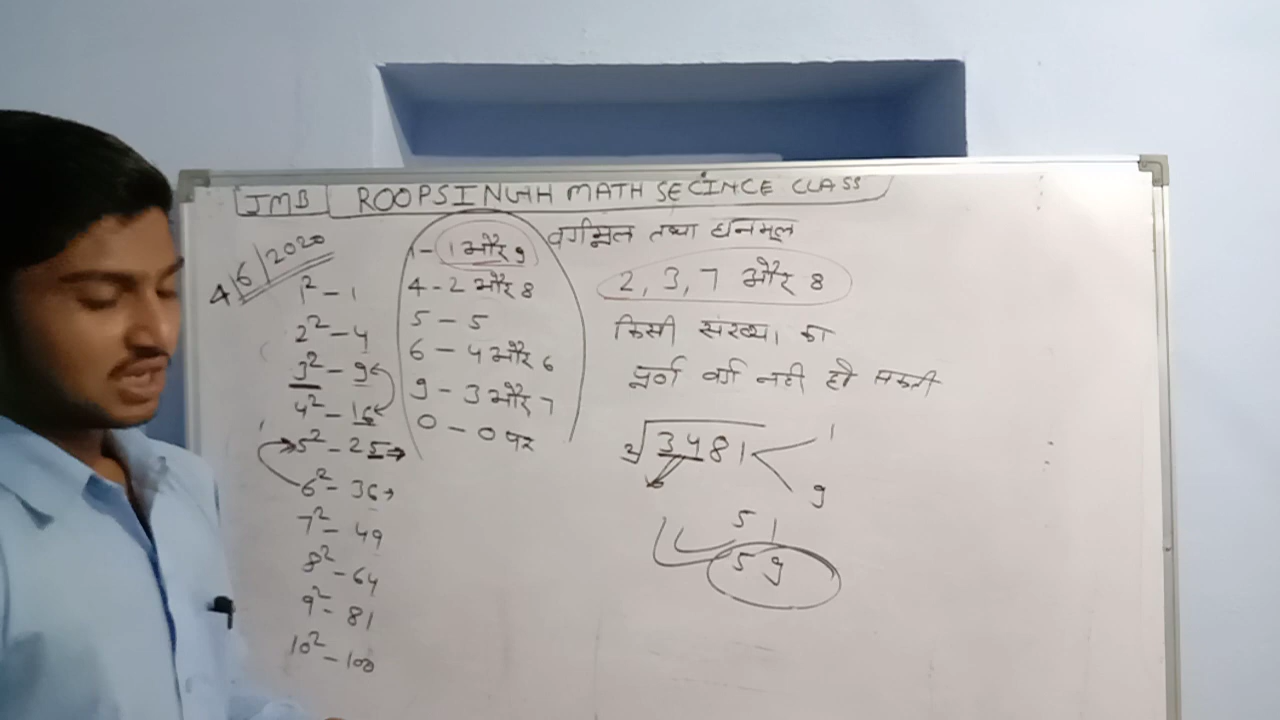 JMB ROOPSINGH MATH SECINCE CLASS
4/6/2020
वर्गमूल तथा घनमूल
1² - 1
2² - 4
3² - 9
4² - 16
5² - 25
6² - 36
7² - 49
8² - 64
9² - 81
10² - 100
1 - 1 और 9
4 - 2 और 8
5 - 5
6 - 4 और 6
9 - 3 और 7
0 - 0 पर
2, 3, 7 और 8
किसी संख्या का
पूर्ण वर्ग नही हो सकती
2√3481 1
9
51
59